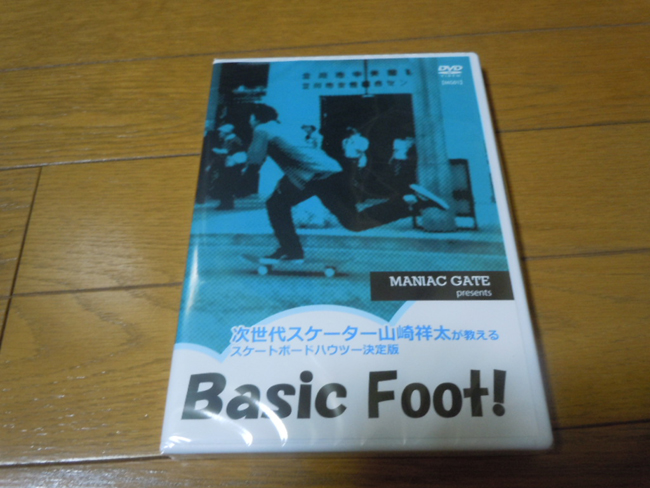 DVD
VIDEO
MANIAC GATE
presents
次世代スケーター山崎祥太が教える
スケートボードハウツー決定版
Basic Foot!